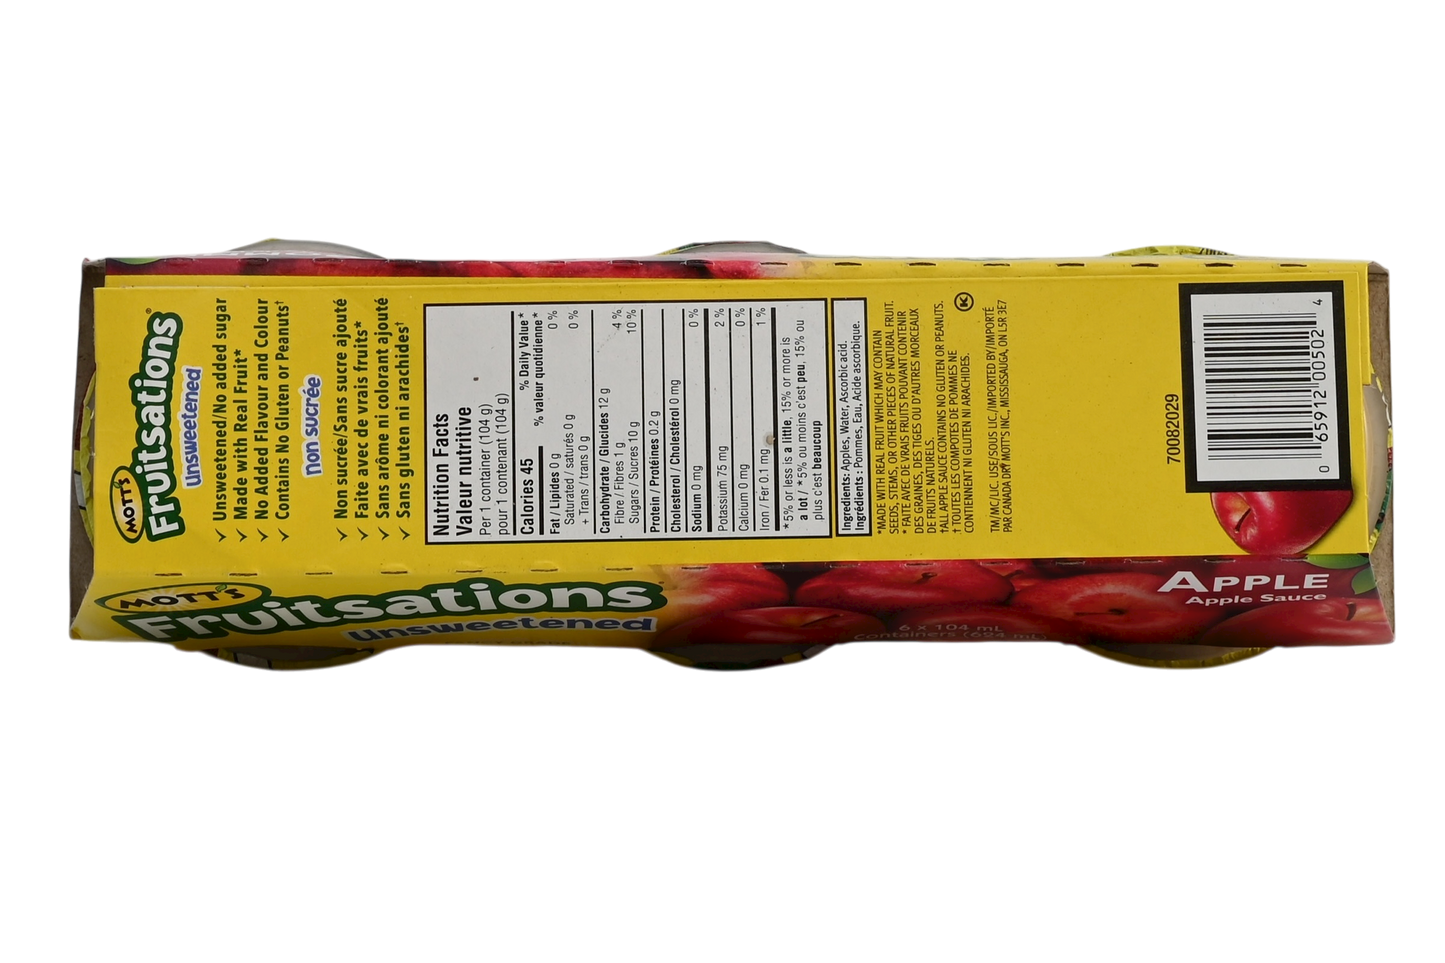 MOTT'S
Fruitsations®
unsweetened
✓ Unsweetened/No added sugar
✓ Made with Real Fruit*
✓ No Added Flavour and Colour
✓ Contains No Gluten or Peanuts†
non sucrée
✓ Non sucrée/Sans sucre ajouté
✓ Faite avec de vrais fruits*
✓ Sans arôme ni colorant ajouté
✓ Sans gluten ni arachides†
Nutrition Facts
Valeur nutritive
Per 1 container (104 g)
pour 1 contenant (104 g)
Calories 45
% Daily Value*
% valeur quotidienne*
Fat / Lipides 0 g 0 %
Saturated / saturés 0 g
+ Trans / trans 0 g 0 %
Carbohydrate / Glucides 12 g
Fibre / Fibres 1 g 4 %
Sugars / Sucres 10 g 10 %
Protein / Protéines 0.2 g
Cholesterol / Cholestérol 0 mg
Sodium 0 mg 0 %
Potassium 75 mg 2 %
Calcium 0 mg 0 %
Iron / Fer 0.1 mg 1 %
*5% or less is a little, 15% or more is
a lot / *5% ou moins c'est peu, 15% ou
plus c'est beaucoup
Ingredients: Apples, Water, Ascorbic acid.
Ingrédients : Pommes, Eau, Acide ascorbique.
*MADE WITH REAL FRUIT WHICH MAY CONTAIN
SEEDS, STEMS, OR OTHER PIECES OF NATURAL FRUIT.
* FAITE AVEC DE VRAIS FRUITS POUVANT CONTENIR
DES GRAINES, DES TIGES OU D'AUTRES MORCEAUX
DE FRUITS NATURELS.
†ALL APPLE SAUCE CONTAINS NO GLUTEN OR PEANUTS.
† TOUTES LES COMPOTES DE POMMES NE
CONTIENNENT NI GLUTEN NI ARACHIDES.
K
TM/MC/LIC. USE/SOUS LIC./IMPORTED BY/IMPORTÉ
PAR CANADA DRY MOTT'S INC., MISSISSAUGA, ON L5R 3E7
70082029
0 65912 00502 4
MOTT'S
Fruitsations
unsweetened
APPLE
Apple Sauce
6 x 104 mL
Containers (624 mL)